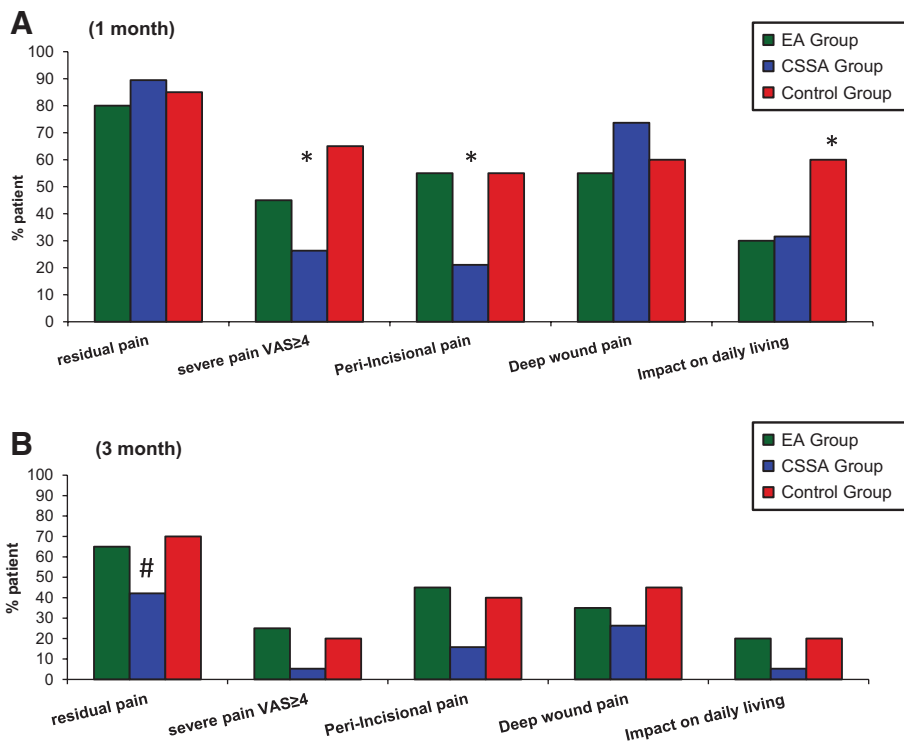 A
(1 month)
EA Group
CSSA Group
Control Group
% patient
100
90
80
70
60
50
40
30
20
10
0
*
*
*
residual pain
severe pain VAS≥4
Peri-Incisional pain
Deep wound pain
Impact on daily living
B
(3 month)
EA Group
CSSA Group
Control Group
% patient
100
90
80
70
60
50
40
30
20
10
0
#
residual pain
severe pain VAS≥4
Peri-Incisional pain
Deep wound pain
Impact on daily living